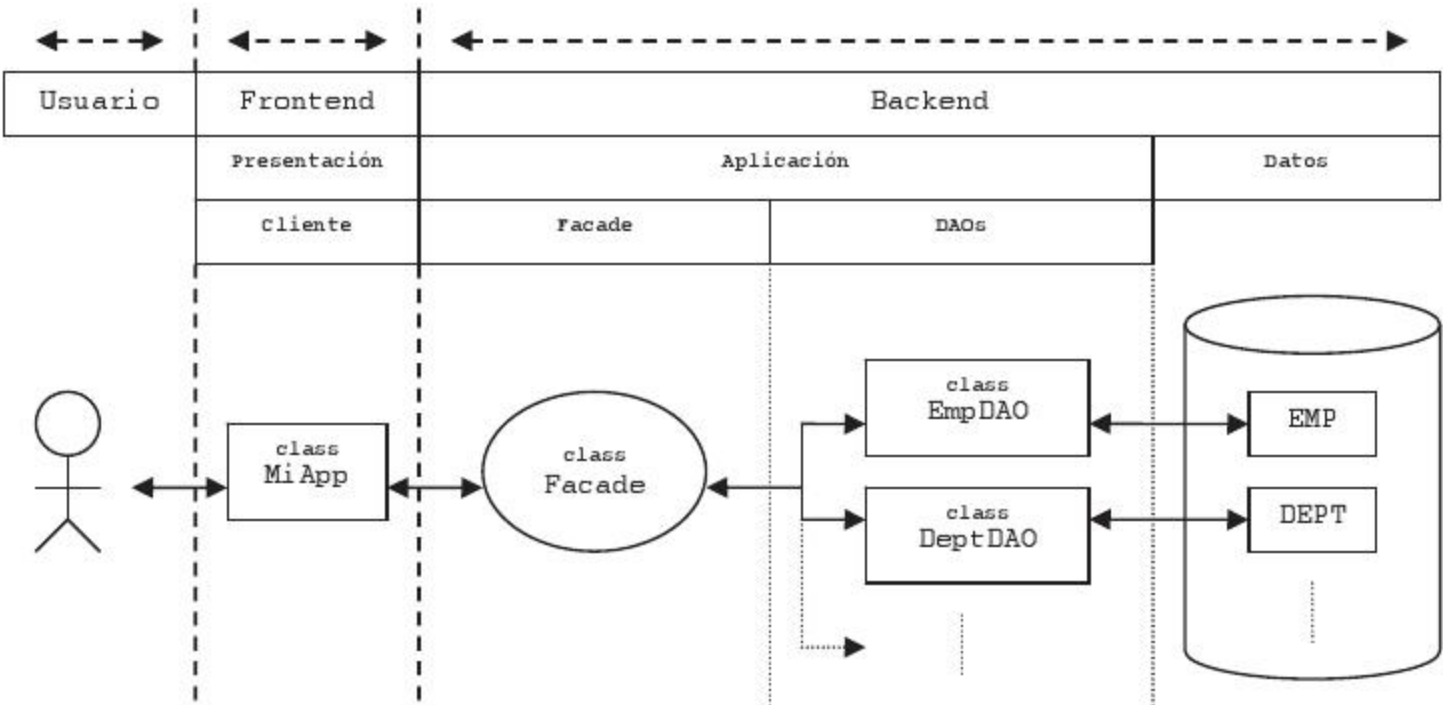 Usuario
Frontend
Backend
Presentación
Aplicación
Datos
Cliente
Facade
DAOs
class
MiApp
class
Facade
class
EmpDAO
class
DeptDAO
EMP
DEPT